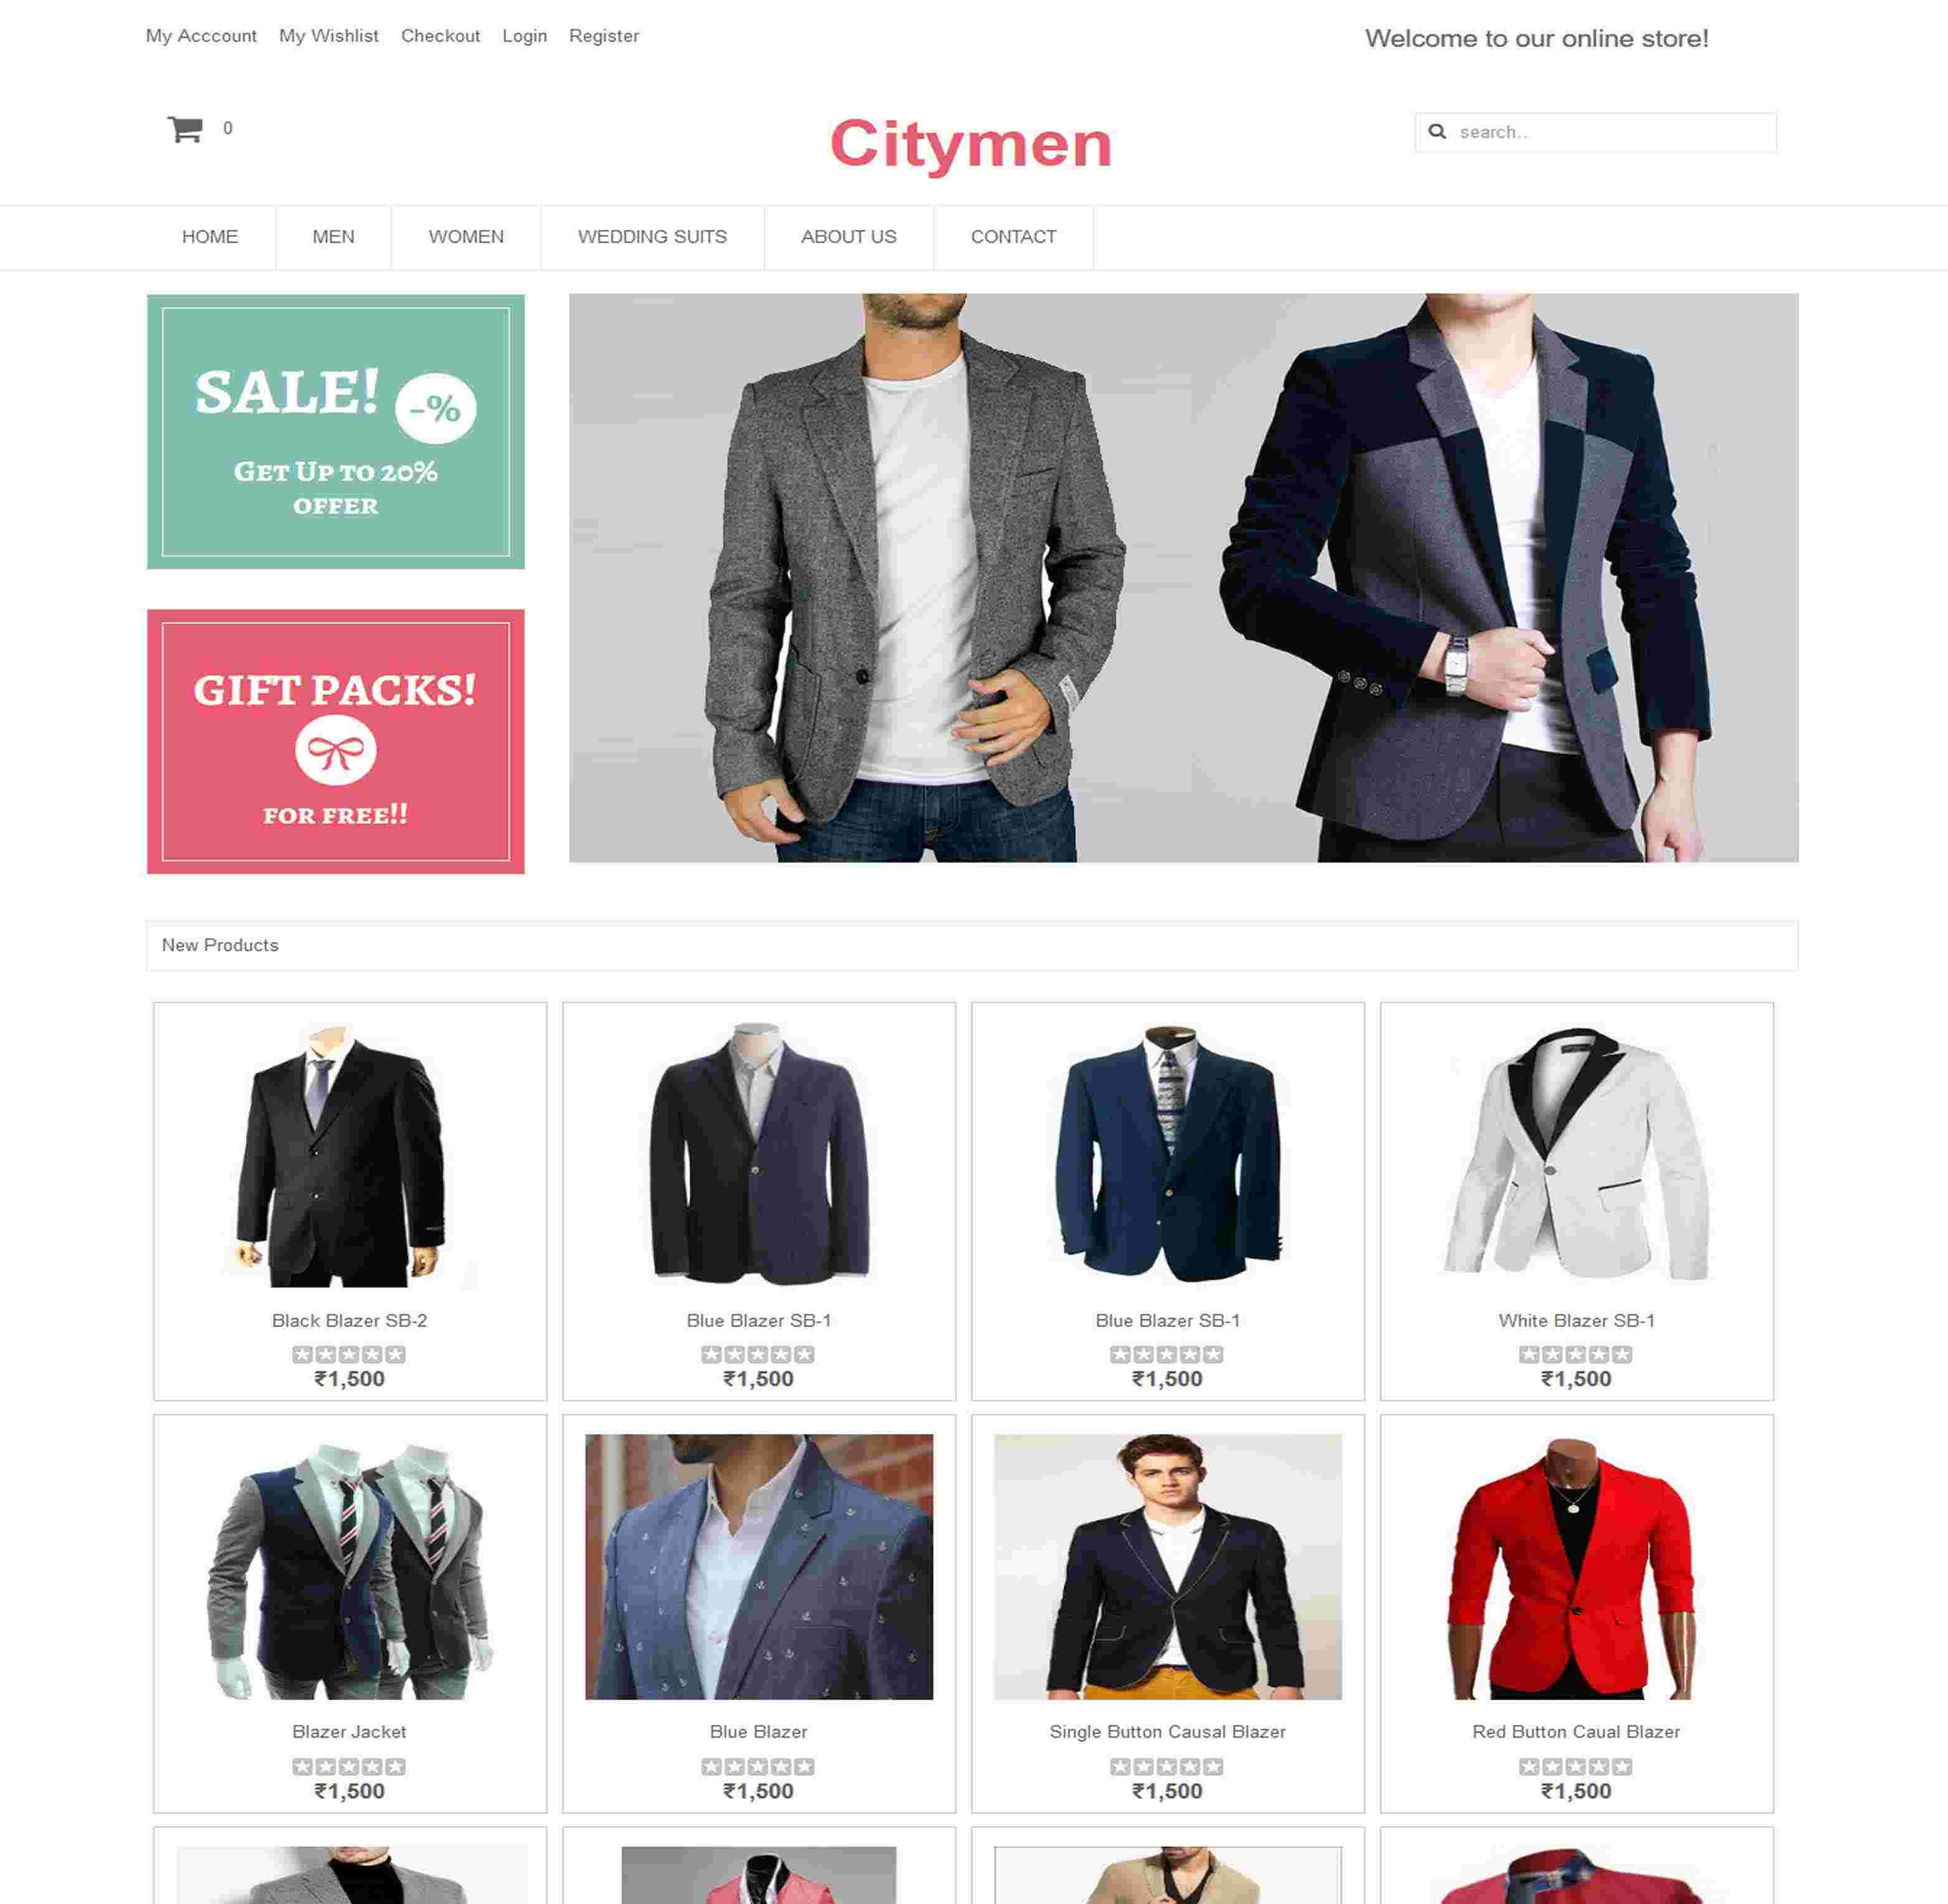 My Acccount My Wishlist Checkout Login Register
Welcome to our online store!
0
Citymen
search..
HOME MEN WOMEN WEDDING SUITS ABOUT US CONTACT
SALE! -%
GET UP TO 20%
OFFER
GIFT PACKS!
FOR FREE!!
New Products
Black Blazer SB-2
₹1,500
Blue Blazer SB-1
₹1,500
Blue Blazer SB-1
₹1,500
White Blazer SB-1
₹1,500
Blazer Jacket
₹1,500
Blue Blazer
₹1,500
Single Button Causal Blazer
₹1,500
Red Button Caual Blazer
₹1,500